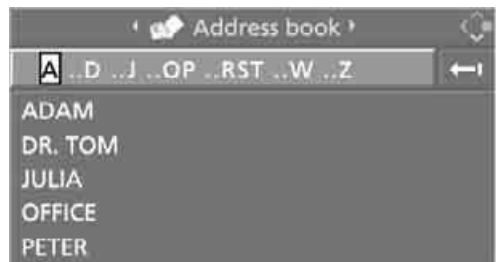 Address book
A ..D ..J ..OP ..RST ..W ..Z
ADAM
DR. TOM
JULIA
OFFICE
PETER